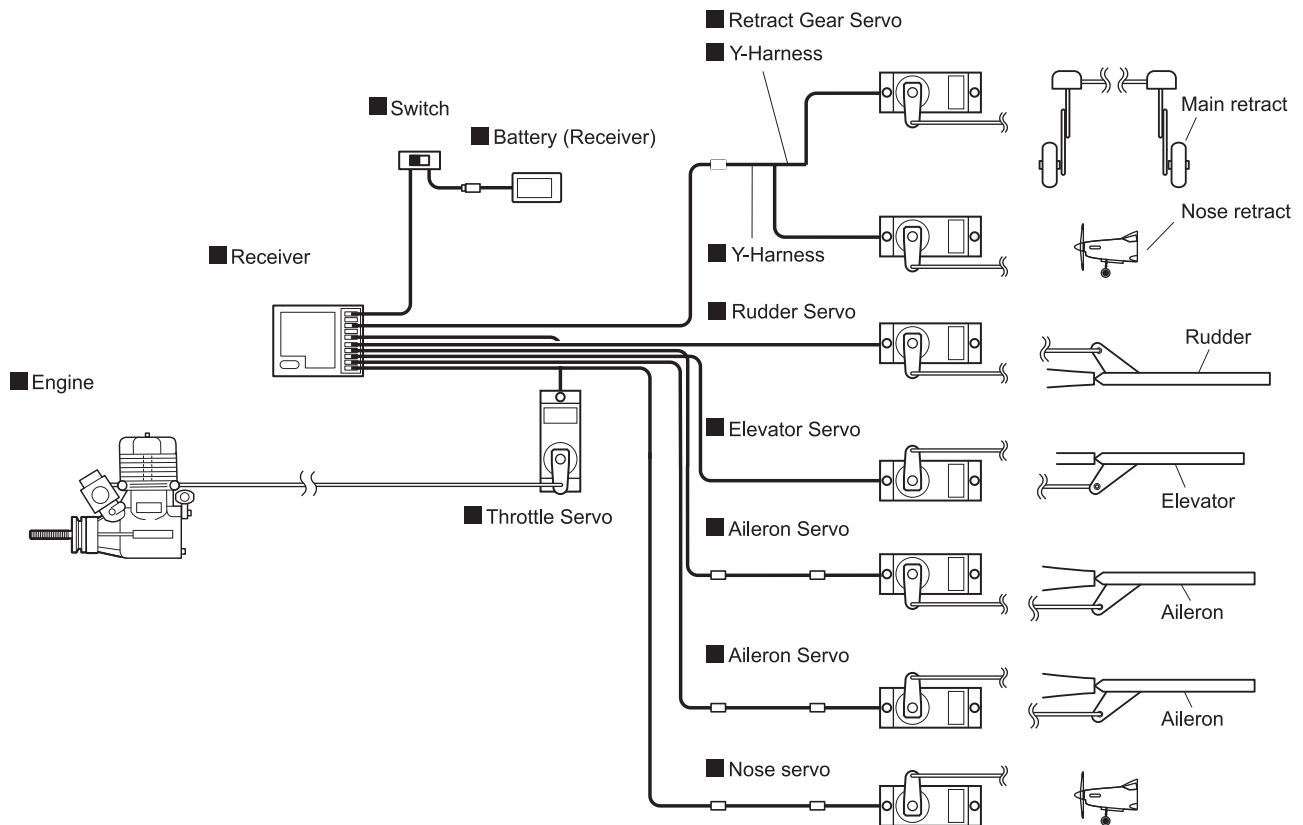 Retract Gear Servo
Y-Harness
Switch
Main retract
Battery (Receiver)
Nose retract
Receiver
Y-Harness
Rudder Servo
Rudder
Engine
Elevator Servo
Elevator
Throttle Servo
Aileron Servo
Aileron
Aileron Servo
Aileron
Nose servo